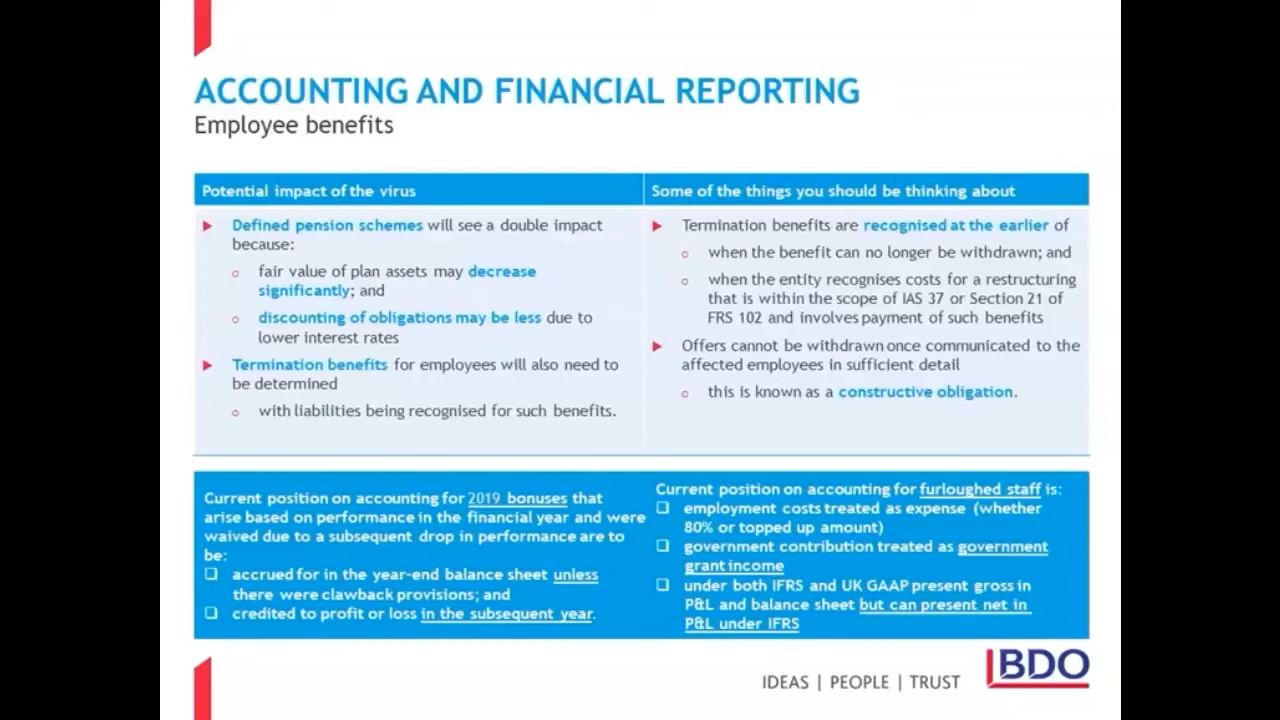 ACCOUNTING AND FINANCIAL REPORTING
Employee benefits
Potential impact of the virus
Defined pension schemes will see a double impact
because:
fair value of plan assets may decrease
significantly; and
discounting of obligations may be less due to
lower interest rates
Termination benefits for employees will also need to
be determined
with liabilities being recognised for such benefits.
Some of the things you should be thinking about
Termination benefits are recognised at the earlier of
when the benefit can no longer be withdrawn; and
when the entity recognises costs for a restructuring
that is within the scope of IAS 37 or Section 21 of
FRS 102 and involves payment of such benefits
Offers cannot be withdrawn once communicated to the
affected employees in sufficient detail
this is known as a constructive obligation.
Current position on accounting for 2019 bonuses that
arise based on performance in the financial year and were
waived due to a subsequent drop in performance are to
be:
accrued for in the year-end balance sheet unless
there were clawback provisions; and
credited to profit or loss in the subsequent year.
Current position on accounting for furloughed staff is:
employment costs treated as expense (whether
80% or topped up amount)
government contribution treated as government
grant income
under both IFRS and UK GAAP present gross in
P&L and balance sheet but can present net in
P&L under IFRS
IDEAS | PEOPLE | TRUST
BDO